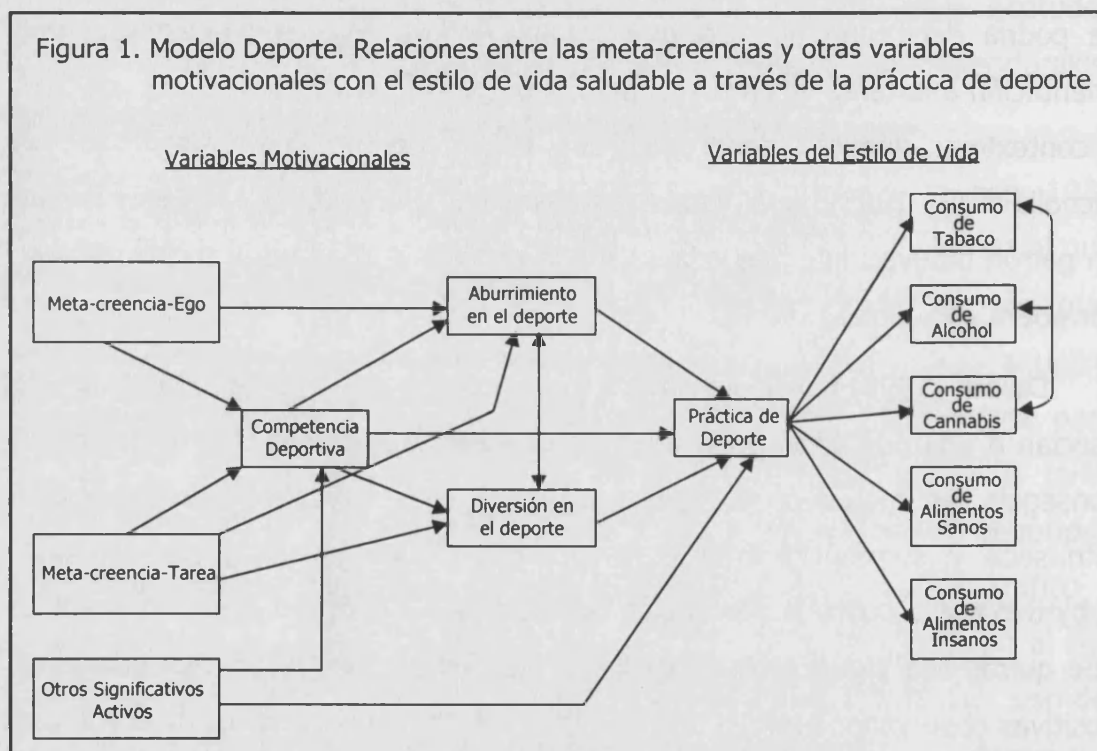 Figura 1. Modelo Deporte. Relaciones entre las meta-creencias y otras variables
motivacionales con el estilo de vida saludable a través de la práctica de deporte
Variables Motivacionales
Variables del Estilo de Vida
Meta-creencia-Ego
Meta-creencia-Tarea
Otros Significativos
Activos
Competencia
Deportiva
Aburrimiento
en el deporte
Diversión en
el deporte
Práctica de
Deporte
Consumo
de
Tabaco
Consumo
de
Alcohol
Consumo
de
Cannabis
Consumo
de
Alimentos
Sanos
Consumo
de
Alimentos
Insanos